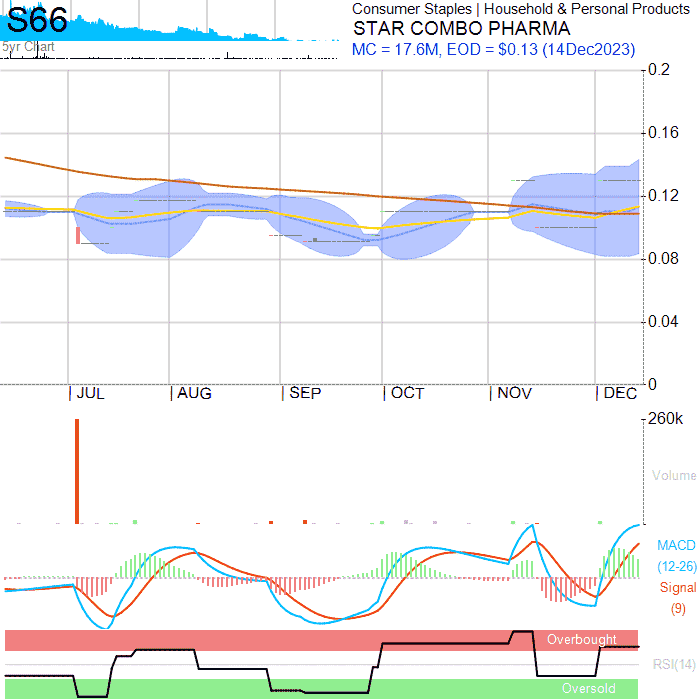 S66
Consumer Staples | Household & Personal Products
STAR COMBO PHARMA
MC = 17.6M, EOD = $0.13 (14Dec2023)
5yr Chart
0.2
0.16
0.12
0.08
0.04
0
JUL AUG SEP OCT NOV DEC
260k
Volume
MACD
(12-26)
Signal
(9)
Overbought
RSI(14)
Oversold